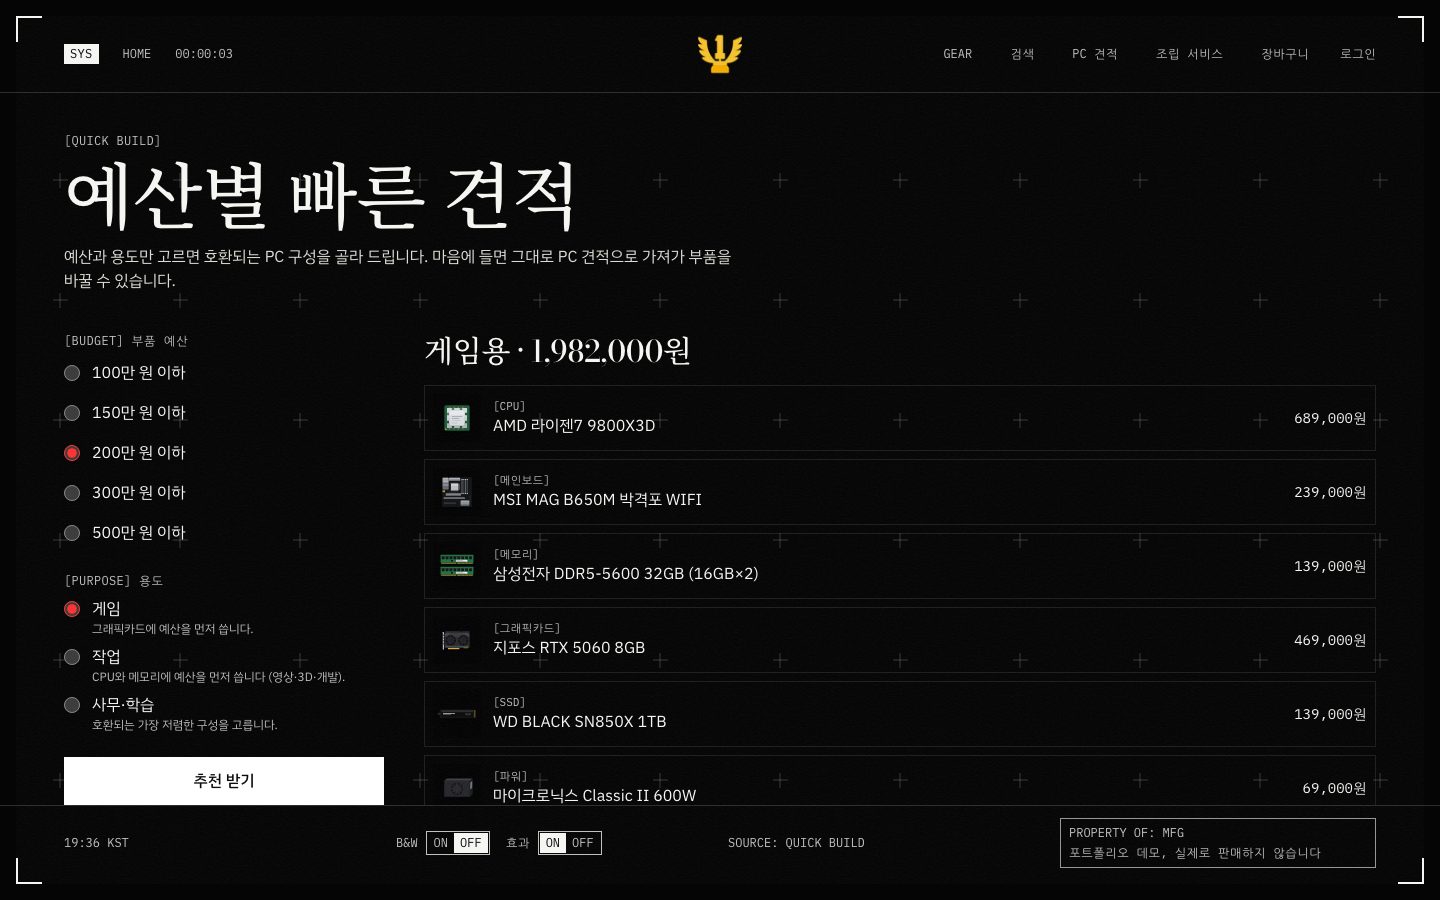 SYS HOME 00:00:03
GEAR 검색 PC 견적 조립 서비스 장바구니 로그인
[QUICK BUILD]
예산별 빠른 견적
예산과 용도만 고르면 호환되는 PC 구성을 골라 드립니다. 마음에 들면 그대로 PC 견적으로 가져가 부품을
바꿀 수 있습니다.
[BUDGET] 부품 예산
100만 원 이하
150만 원 이하
200만 원 이하
300만 원 이하
500만 원 이하
[PURPOSE] 용도
게임
그래픽카드에 예산을 먼저 씁니다.
작업
CPU와 메모리에 예산을 먼저 씁니다 (영상·3D·개발).
사무·학습
호환되는 가장 저렴한 구성을 고릅니다.
추천 받기
게임용 · 1,982,000원
[CPU]
AMD 라이젠7 9800X3D
689,000원
[메인보드]
MSI MAG B650M 박격포 WIFI
239,000원
[메모리]
삼성전자 DDR5-5600 32GB (16GB×2)
139,000원
[그래픽카드]
지포스 RTX 5060 8GB
469,000원
[SSD]
WD BLACK SN850X 1TB
139,000원
[파워]
마이크로닉스 Classic II 600W
69,000원
19:36 KST
B&W ON OFF 효과 ON OFF
SOURCE: QUICK BUILD
PROPERTY OF: MFG
포트폴리오 데모, 실제로 판매하지 않습니다